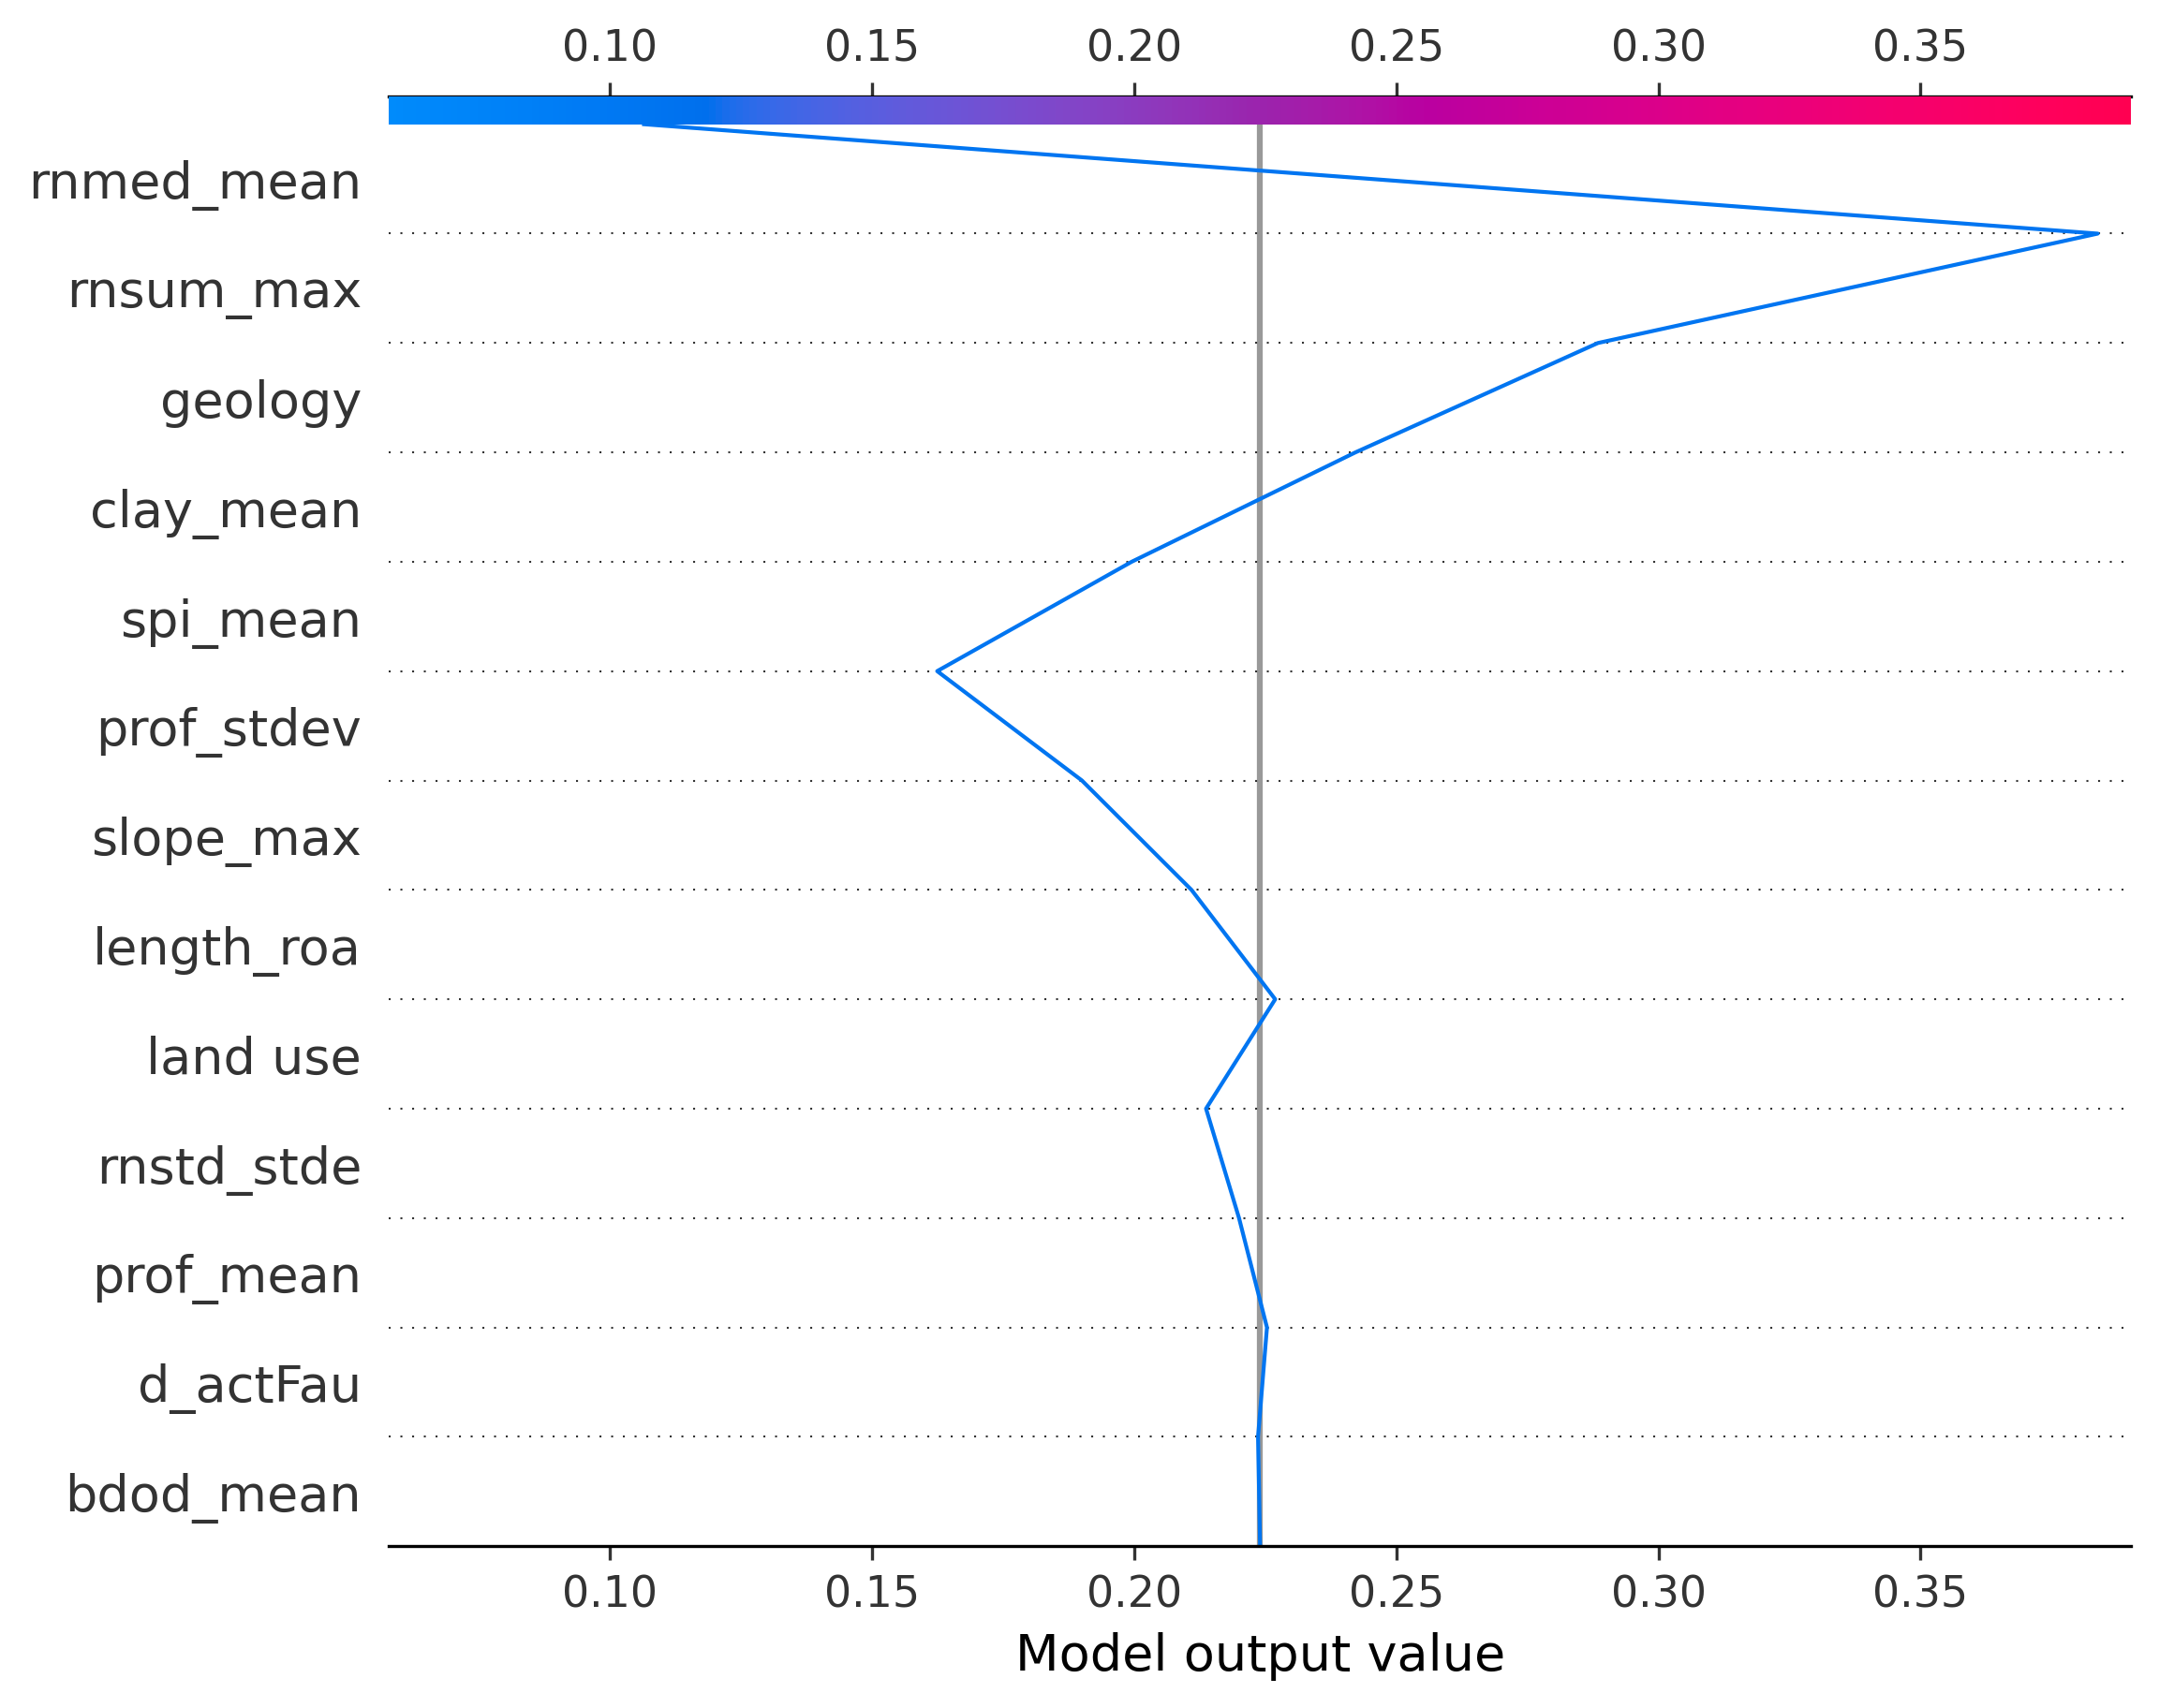 0.10 0.15 0.20 0.25 0.30 0.35
rnmed_mean
rnsum_max
geology
clay_mean
spi_mean
prof_stdev
slope_max
length_roa
land use
rnstd_stde
prof_mean
d_actFau
bdod_mean
0.10 0.15 0.20 0.25 0.30 0.35
Model output value